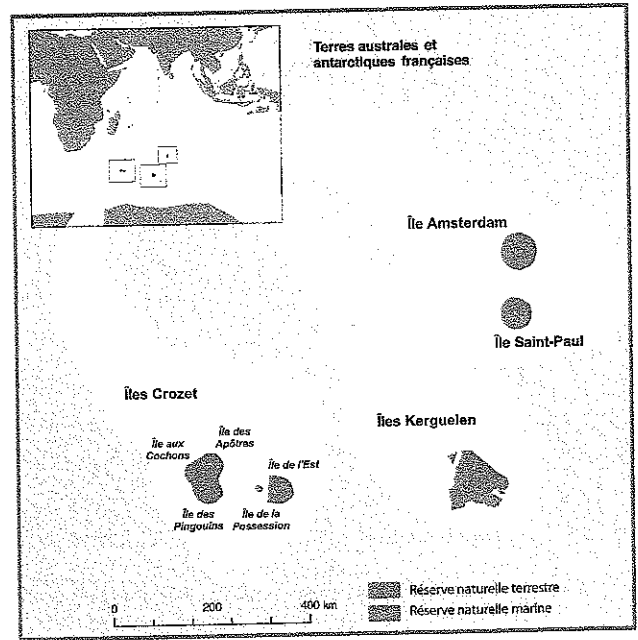 Terres australes et
antarctiques françaises
Île Amsterdam
Île Saint-Paul
Îles Crozet
Îles Kerguelen
Île des
Apôtres
Île aux
Cochons
Île de l'Est
Île des
Pingouins
Île de la
Possession
0 200 400 km
Réserve naturelle terrestre
Réserve naturelle marine